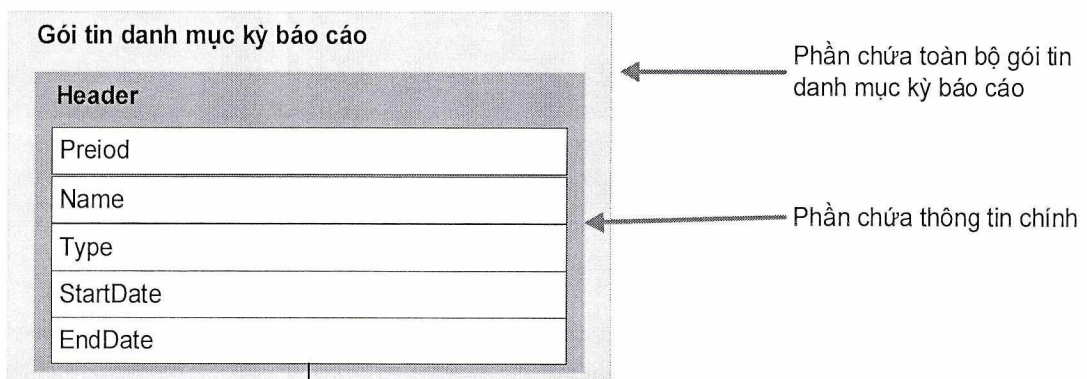 Gói tin danh mục kỳ báo cáo
Phần chứa toàn bộ gói tin
danh mục kỳ báo cáo
Header
Preiod
Name
Phần chứa thông tin chính
Type
StartDate
EndDate